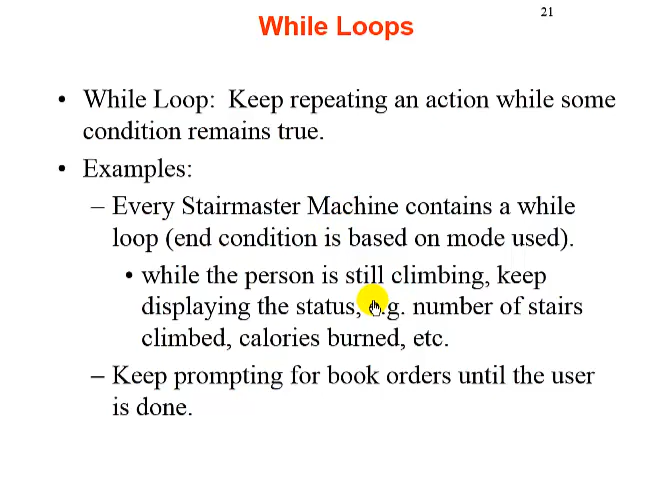 21
While Loops
• While Loop: Keep repeating an action while some
condition remains true.
• Examples:
– Every Stairmaster Machine contains a while
loop (end condition is based on mode used).
• while the person is still climbing, keep
displaying the status, e.g. number of stairs
climbed, calories burned, etc.
– Keep prompting for book orders until the user
is done.